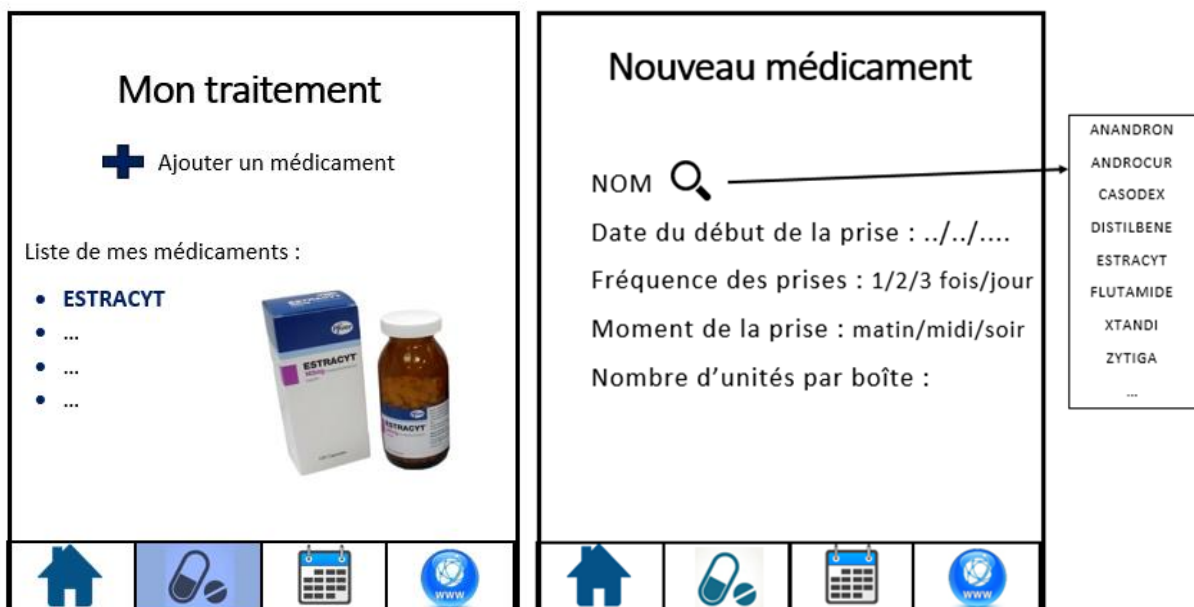 Mon traitement
Ajouter un médicament
Liste de mes médicaments :
• ESTRACYT
• ...
• ...
• ...
Pfizer
ESTRACYT
ESTRACYT
www
Nouveau médicament
NOM
Date du début de la prise : ../../....
Fréquence des prises : 1/2/3 fois/jour
Moment de la prise : matin/midi/soir
Nombre d'unités par boîte :
www
ANANDRON
ANDROCUR
CASODEX
DISTILBENE
ESTRACYT
FLUTAMIDE
XTANDI
ZYTIGA
...